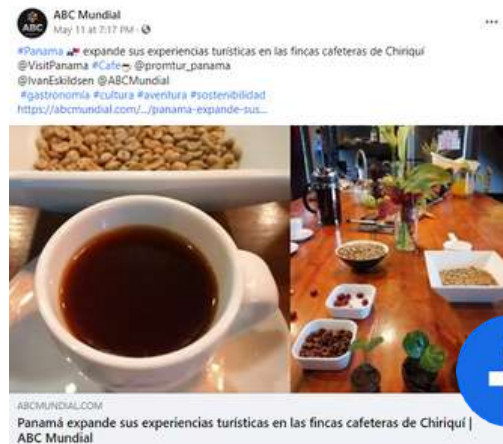 ABC Mundial
ABC
May 11 at 7:17 PM ·
#Panama expande sus experiencias turísticas en las fincas cafeteras de Chiriquí
@VisitPanama #Cafe @promtur_panama
@IvanEskildsen @ABCMundial
#gastronomía #cultura #aventura #sostenibilidad
https://abcmundial.com/.../panama-expande-sus...
ABCMUNDIAL.COM
Panamá expande sus experiencias turísticas en las fincas cafeteras de Chiriquí |
ABC Mundial